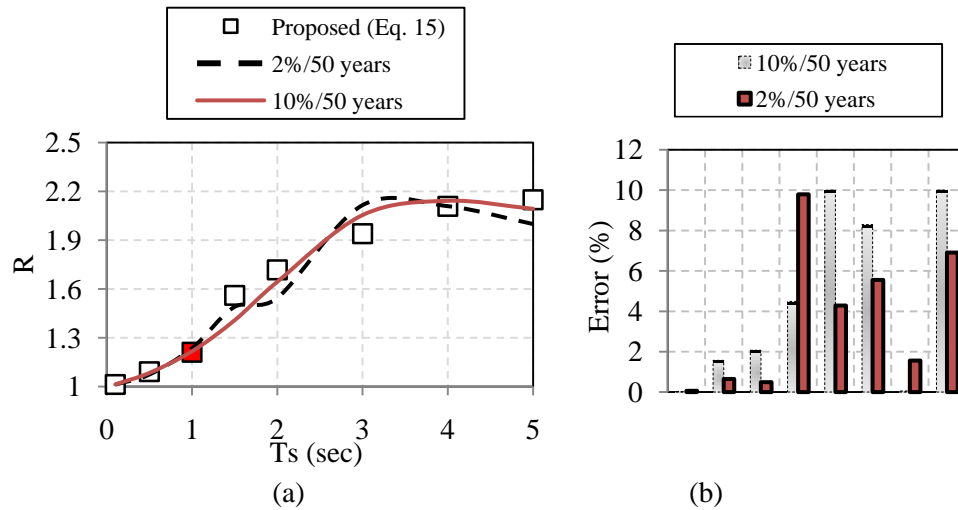 Proposed (Eq. 15)
2%/50 years
10%/50 years
2.5
2.2
1.9
1.6
1.3
1
R
0 1 2 3 4 5
Ts (sec)
(a)
10%/50 years
2%/50 years
12
10
8
6
4
2
0
Error (%)
(b)